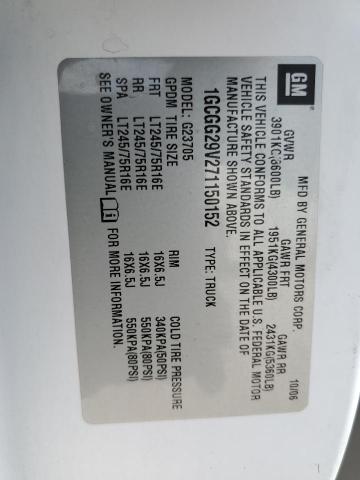 GM
MFD BY GENERAL MOTORS CORP. 10/06
GVWR GAWR FRT GAWR RR
3901KG(8600LB) 1951KG(4300LB) 2431KG(5360LB)
THIS VEHICLE CONFORMS TO ALL APPLICABLE U.S. FEDERAL MOTOR
VEHICLE SAFETY STANDARDS IN EFFECT ON THE DATE OF
MANUFACTURE SHOWN ABOVE.
1GCGG29V271150152 TYPE: TRUCK
MODEL: G23705
GPDM TIRE SIZE RIM COLD TIRE PRESSURE
FRT LT245/75R16E 16X6.5J 340KPA(50PSI)
RR LT245/75R16E 16X6.5J 550KPA(80PSI)
SPA LT245/75R16E 16X6.5J 550KPA(80PSI)
SEE OWNER'S MANUAL FOR MORE INFORMATION.